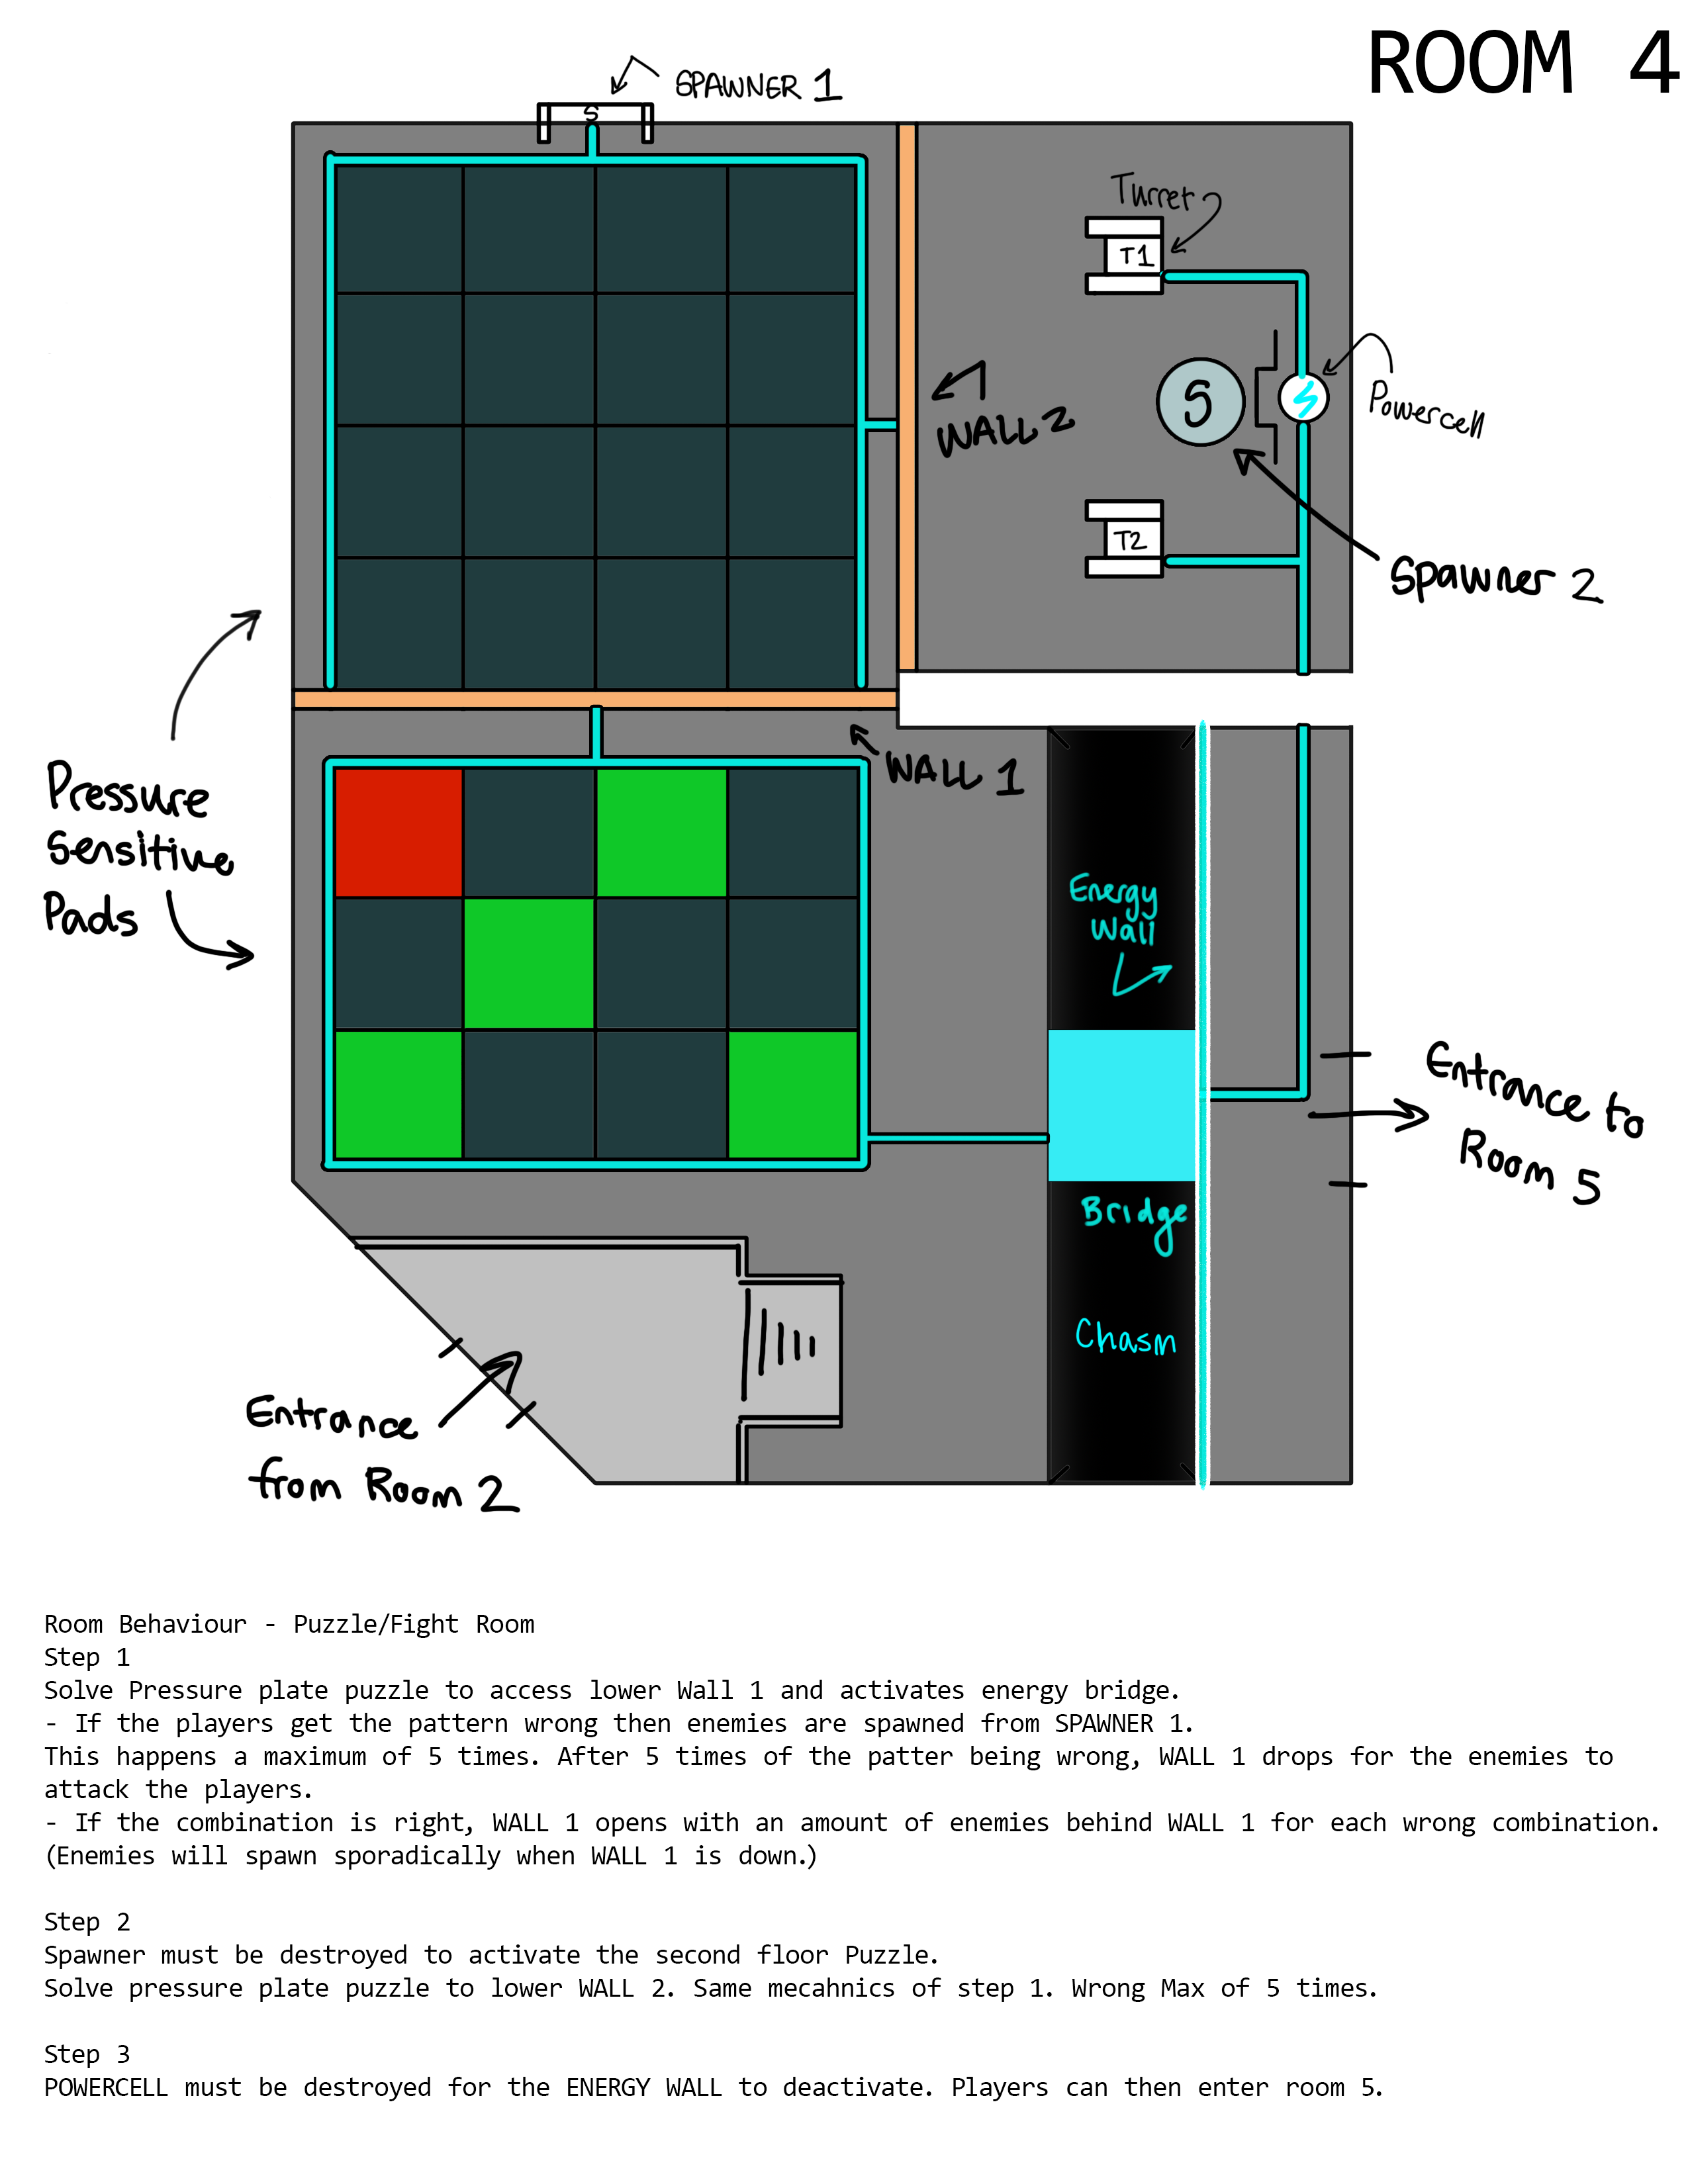 ROOM 4
SPAWNER 1
S
Turret
T1
WALL 2
S
Powercell
T2
Spawner 2
WALL 1
Pressure
Sensitive
Pads
Energy
Wall
Entrance to
Room 5
Bridge
Chasm
Entrance
from Room 2
Room Behaviour - Puzzle/Fight Room
Step 1
Solve Pressure plate puzzle to access lower Wall 1 and activates energy bridge.
- If the players get the pattern wrong then enemies are spawned from SPAWNER 1.
This happens a maximum of 5 times. After 5 times of the patter being wrong, WALL 1 drops for the enemies to
attack the players.
- If the combination is right, WALL 1 opens with an amount of enemies behind WALL 1 for each wrong combination.
(Enemies will spawn sporadically when WALL 1 is down.)
Step 2
Spawner must be destroyed to activate the second floor Puzzle.
Solve pressure plate puzzle to lower WALL 2. Same mecahnics of step 1. Wrong Max of 5 times.
Step 3
POWERCELL must be destroyed for the ENERGY WALL to deactivate. Players can then enter room 5.